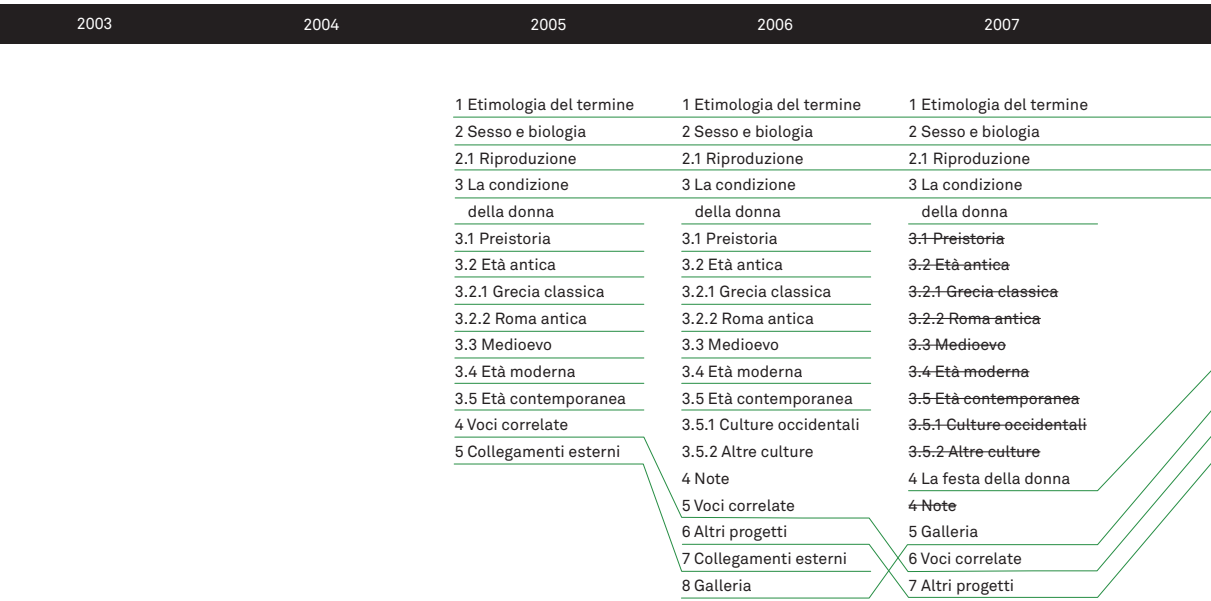 2003 2004 2005 2006 2007
1 Etimologia del termine
2 Sesso e biologia
2.1 Riproduzione
3 La condizione
della donna
3.1 Preistoria
3.2 Età antica
3.2.1 Grecia classica
3.2.2 Roma antica
3.3 Medioevo
3.4 Età moderna
3.5 Età contemporanea
4 Voci correlate
5 Collegamenti esterni
1 Etimologia del termine
2 Sesso e biologia
2.1 Riproduzione
3 La condizione
della donna
3.1 Preistoria
3.2 Età antica
3.2.1 Grecia classica
3.2.2 Roma antica
3.3 Medioevo
3.4 Età moderna
3.5 Età contemporanea
3.5.1 Culture occidentali
3.5.2 Altre culture
4 Note
5 Voci correlate
6 Altri progetti
7 Collegamenti esterni
8 Galleria
1 Etimologia del termine
2 Sesso e biologia
2.1 Riproduzione
3 La condizione
della donna
3.1 Preistoria
3.2 Età antica
3.2.1 Grecia classica
3.2.2 Roma antica
3.3 Medioevo
3.4 Età moderna
3.5 Età contemporanea
3.5.1 Culture occidentali
3.5.2 Altre culture
4 La festa della donna
4 Note
5 Galleria
6 Voci correlate
7 Altri progetti